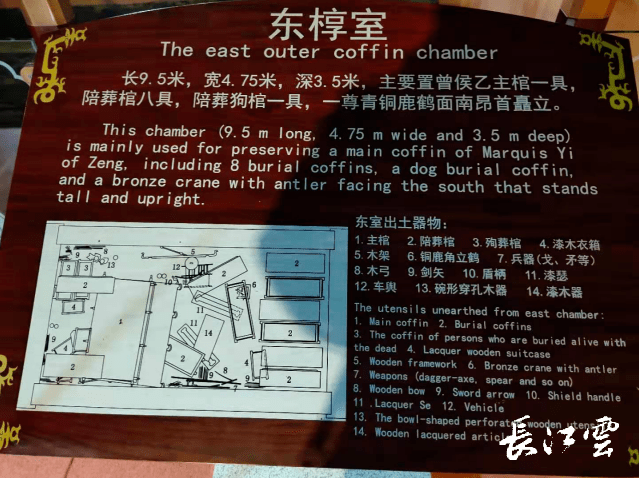 东椁室
The east outer coffin chamber
长9.5米，宽4.75米，深3.5米，主要置曾侯乙主棺一具，
陪葬棺八具，陪葬狗棺一具，一尊青铜鹿鹤面南昂首矗立。
This chamber (9.5 m long, 4.75 m wide and 3.5 m deep)
is mainly used for preserving a main coffin of Marquis Yi
of Zeng, including 8 burial coffins, a dog burial coffin,
and a bronze crane with antler facing the south that stands
tall and upright.
东室出土器物：
1.主棺 2.陪葬棺 3.殉葬棺 4.漆木衣箱
5.木架 6.铜鹿角立鹤 7.兵器(戈、矛等)
8.木弓 9.剑矢 10.盾柄 11.漆瑟
12.车舆 13.碗形穿孔木器 14.漆木器
The utensils unearthed from east chamber:
1. Main coffin 2. Burial coffins
3. The coffin of persons who are buried alive with
the dead 4. Lacquer wooden suitcase
5. Wooden framework 6. Bronze crane with antler
7. Weapons (dagger-axe, spear and so on)
8. Wooden bow 9. Sword arrow 10. Shield handle
11 .Lacquer Se 12. Vehicle
13. The bowl-shaped perforated wooden
14. Wooden lacquered
長江雲